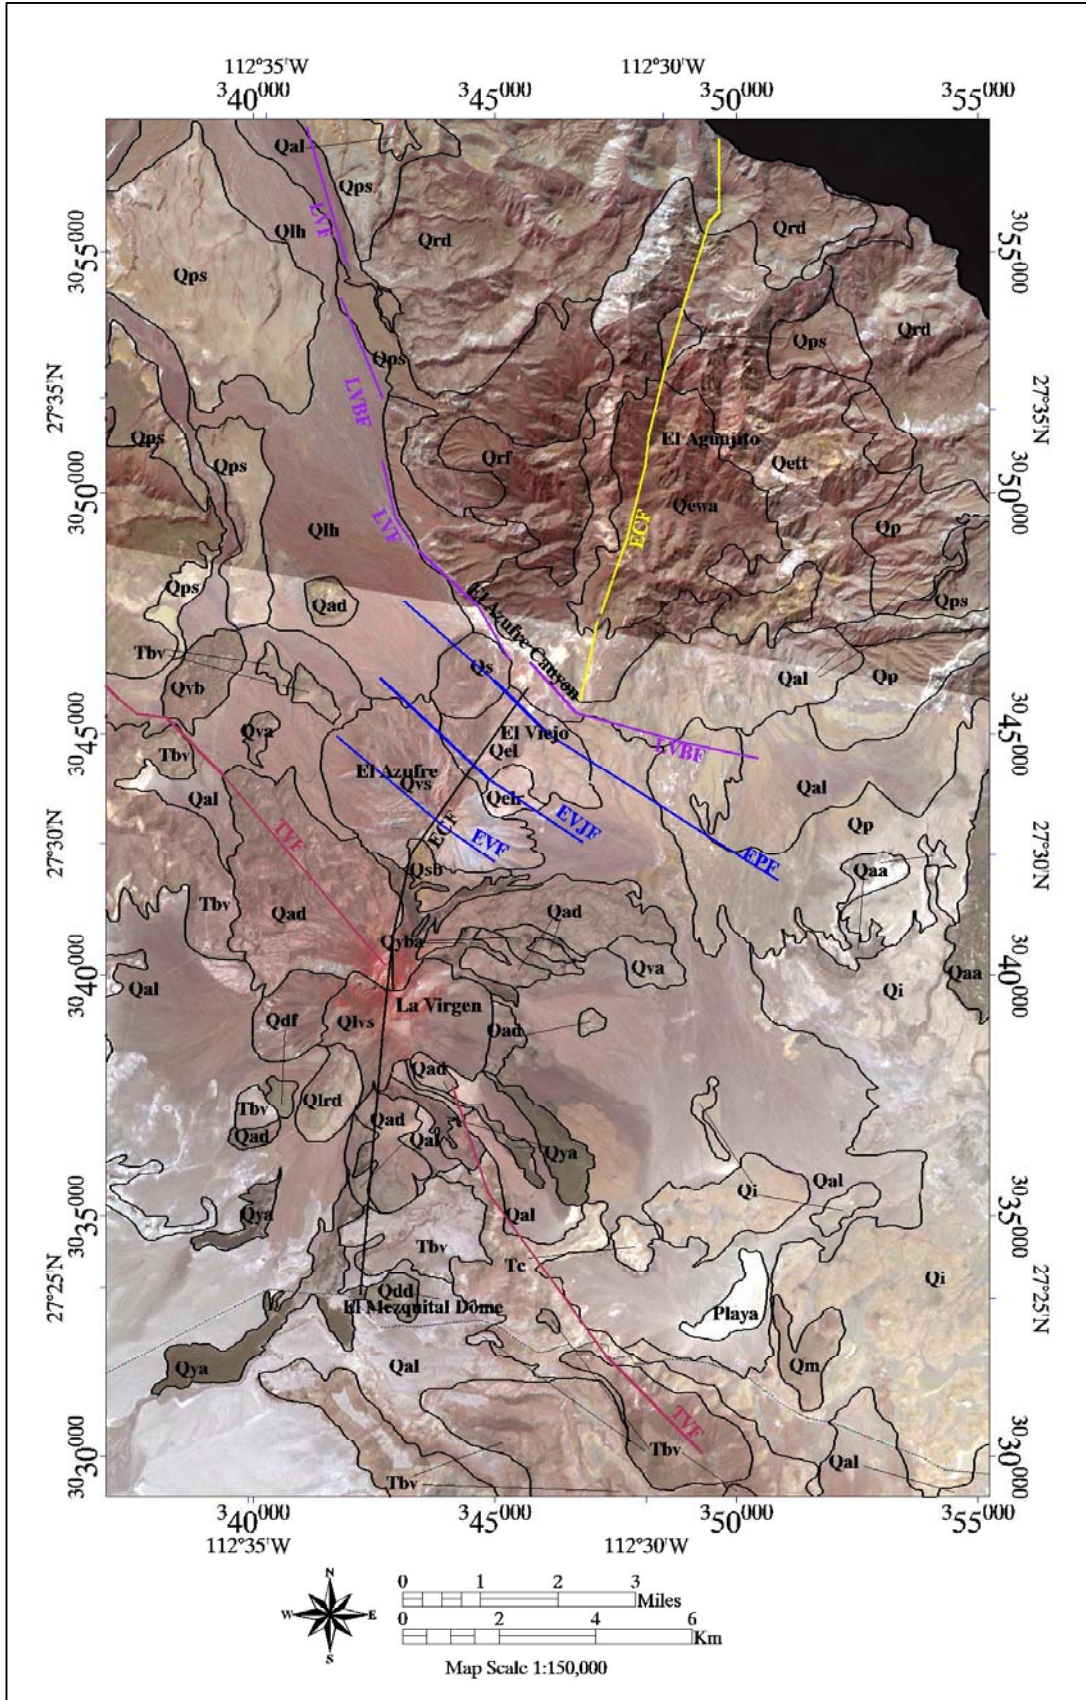 112°35'W 112°30'W
340000 345000 350000 355000
Qal
Qps
LVF
Qlh
Qrd
Qrd
3055000
3055000
Qps
Qrd
Qps
Qps
LVBF
27°35'N
27°35'N
El Aguajito
Qps
Qps
Qrf
Qett
3050000
3050000
Qewa
Qlh
LVF
ECF
Qp
Qps
Qad
El Azufre Canyon
Qps
Tbv
Qs
Qal
Qp
Qvb
3045000
3045000
Qva
El Viejo
Qel
LVBF
Tbv
El Azufre
Qvs
Qal
Qal
Qeh
TVF
ECF
EVF
EVJF
Qp
EPF
27°30'N
27°30'N
Qsb
Qaa
Tbv
Qad
Qad
Qyba
3040000
3040000
Qva
Qaa
Qal
Qi
La Virgen
Qdf
Qlvs
Qad
Qad
Tbv
Qlrd
Qad
Qad
Qal
Qya
Qi
Qal
3035000
3035000
Qya
Qal
Tbv
Tc
Qi
27°25'N
27°25'N
Qdd
El Mezquital Dome
Playa
Qya
Qal
Qm
TVF
3030000
3030000
Tbv
Qal
Tbv
340000 345000 350000 355000
112°35'W 112°30'W
N
W E
S
0 1 2 3
Miles
0 2 4 6
Km
Map Scale 1:150,000